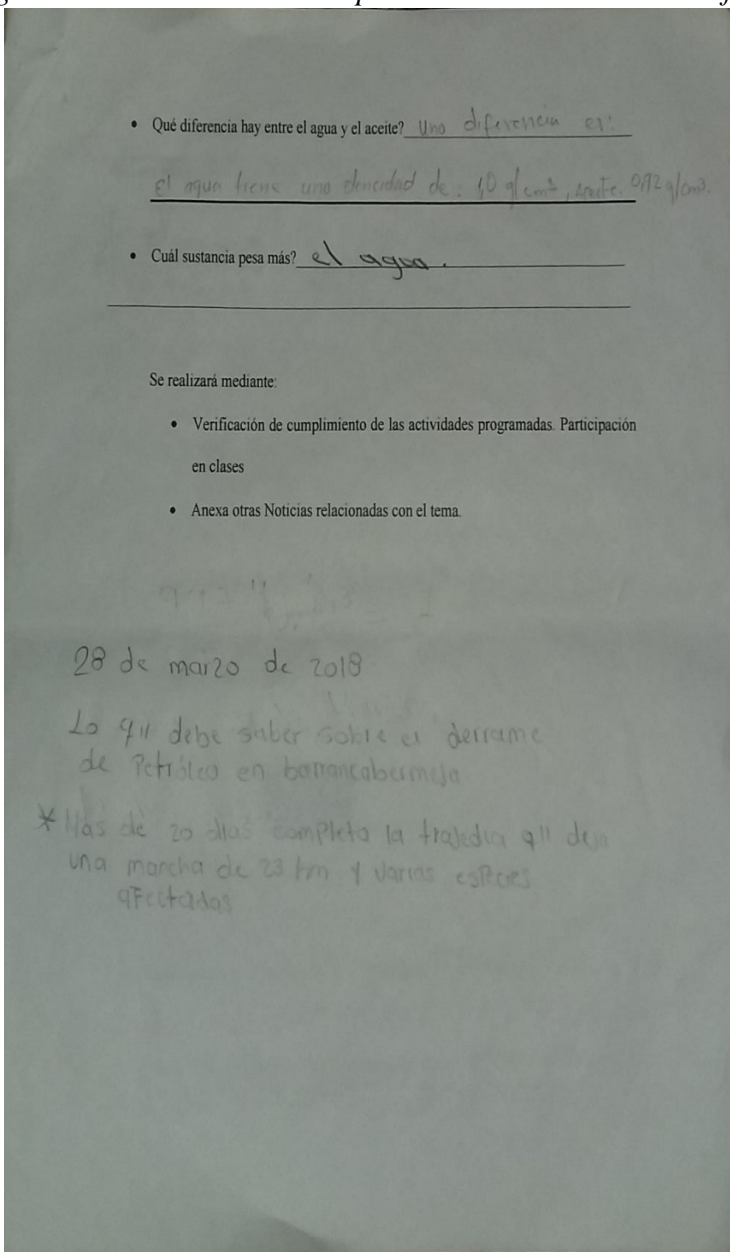 • Qué diferencia hay entre el agua y el aceite? Una diferencia es:
el agua tiene una dencidad de: 1,0 g/cm³, Aceite. 0,92 g/cm³.
• Cuál sustancia pesa más? el agua.
Se realizará mediante:
• Verificación de cumplimiento de las actividades programadas. Participación
en clases
• Anexa otras Noticias relacionadas con el tema.
28 de marzo de 2018
Lo q" debe saber sobre el derrame
de Petróleo en barrancabermeja
* Más de 20 días completa la trajedia q" deja
una mancha de 23 km y varias especies
afectadas